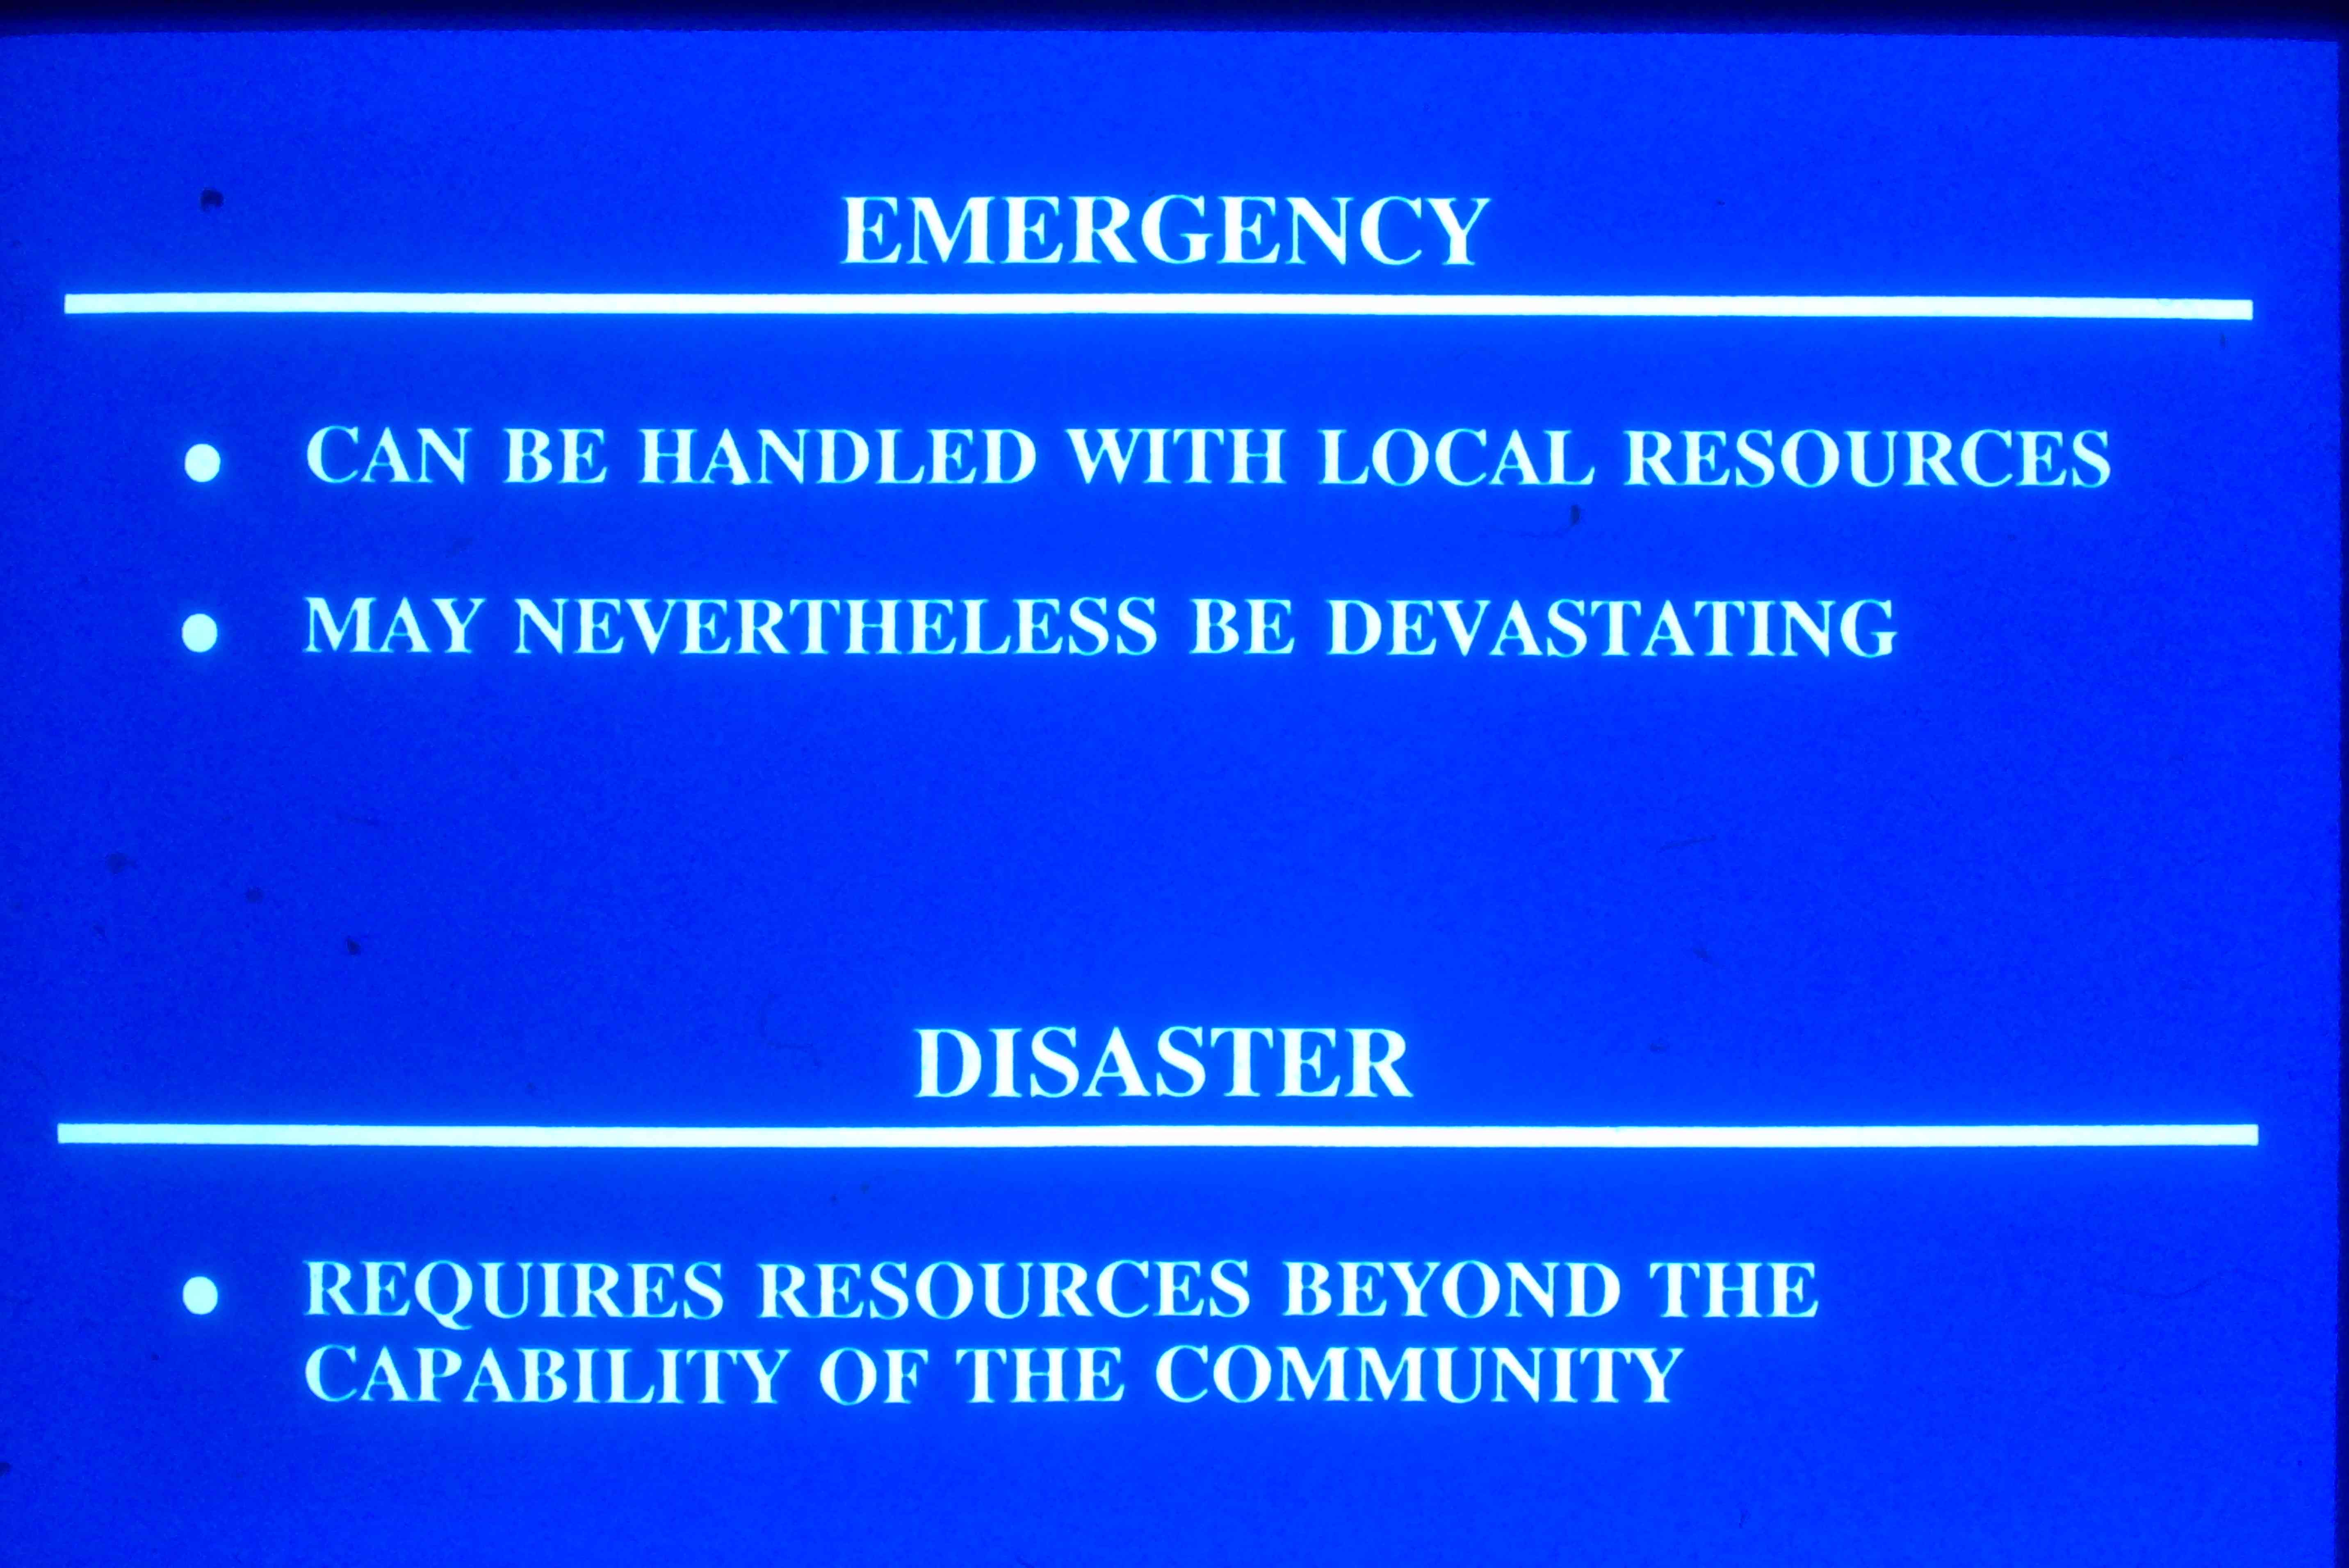 EMERGENCY
• CAN BE HANDLED WITH LOCAL RESOURCES
• MAY NEVERTHELESS BE DEVASTATING
DISASTER
• REQUIRES RESOURCES BEYOND THE
CAPABILITY OF THE COMMUNITY